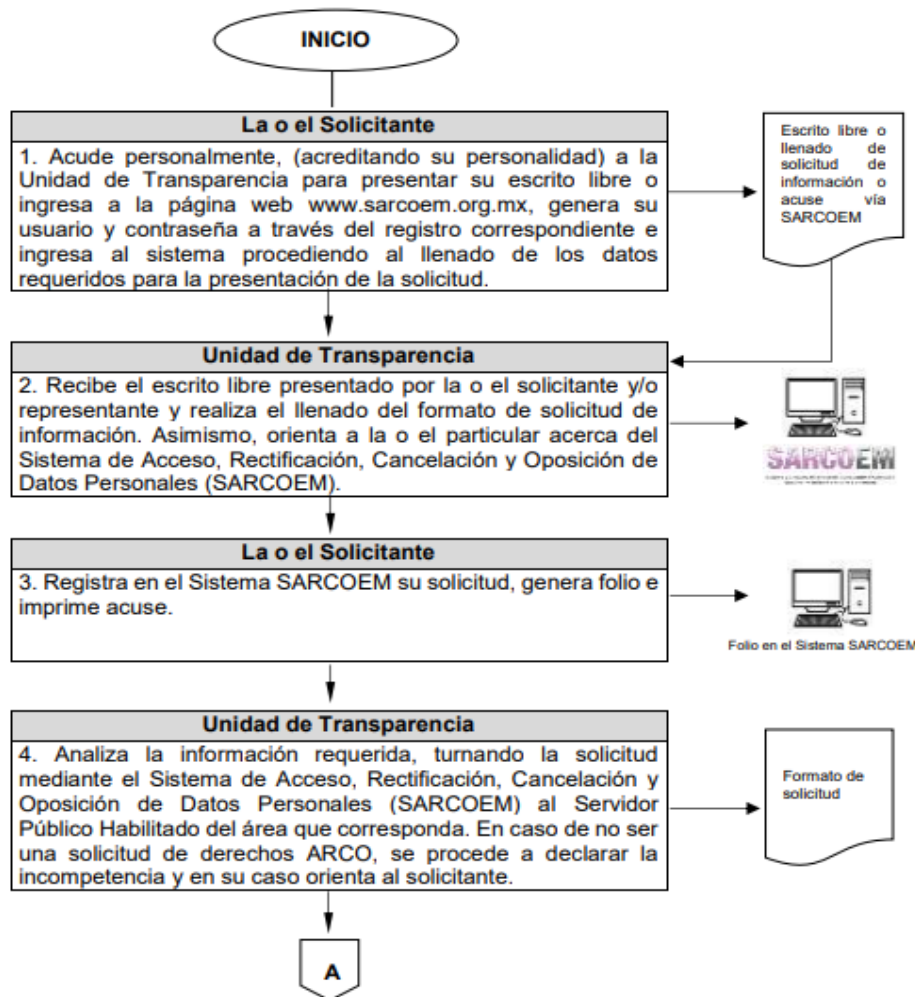 INICIO
La o el Solicitante
1. Acude personalmente, (acreditando su personalidad) a la
Unidad de Transparencia para presentar su escrito libre o
ingresa a la página web www.sarcoem.org.mx, genera su
usuario y contraseña a través del registro correspondiente e
ingresa al sistema procediendo al llenado de los datos
requeridos para la presentación de la solicitud.
Escrito libre o
llenado de
solicitud de
información o
acuse vía
SARCOEM
Unidad de Transparencia
2. Recibe el escrito libre presentado por la o el solicitante y/o
representante y realiza el llenado del formato de solicitud de
información. Asimismo, orienta a la o el particular acerca del
Sistema de Acceso, Rectificación, Cancelación y Oposición de
Datos Personales (SARCOEM).
SARCOEM
La o el Solicitante
3. Registra en el Sistema SARCOEM su solicitud, genera folio e
imprime acuse.
Folio en el Sistema SARCOEM
Unidad de Transparencia
4. Analiza la información requerida, turnando la solicitud
mediante el Sistema de Acceso, Rectificación, Cancelación y
Oposición de Datos Personales (SARCOEM) al Servidor
Público Habilitado del área que corresponda. En caso de no ser
una solicitud de derechos ARCO, se procede a declarar la
incompetencia y en su caso orienta al solicitante.
Formato de
solicitud
A